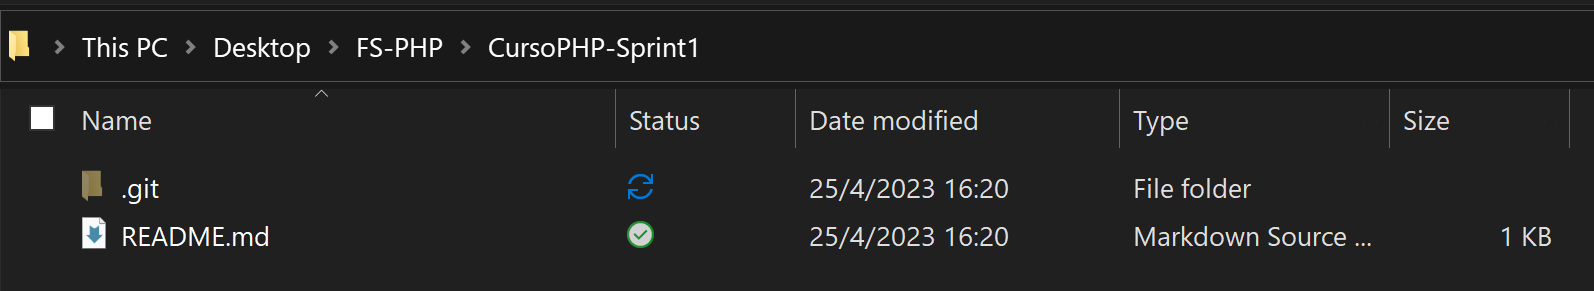 This PC > Desktop > FS-PHP > CursoPHP-Sprint1
Name Status Date modified Type Size
.git 25/4/2023 16:20 File folder
README.md 25/4/2023 16:20 Markdown Source ... 1 KB